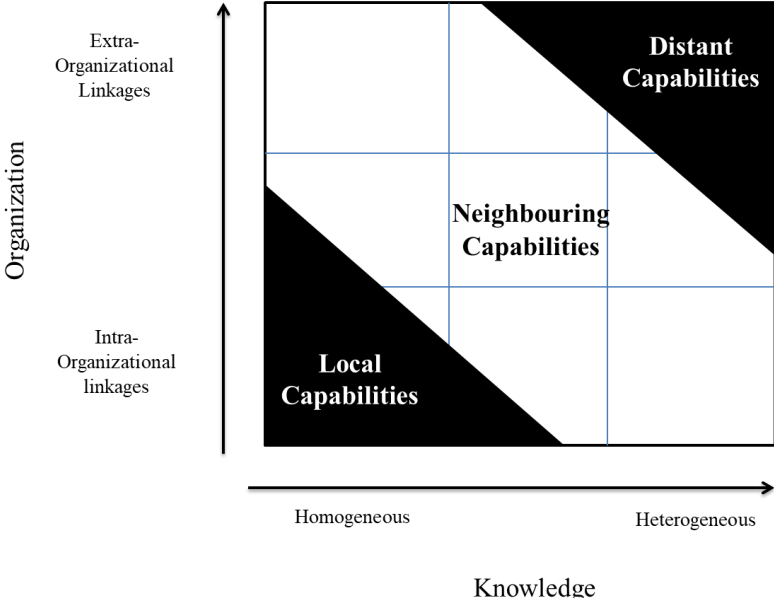 Extra-
Organizational
Linkages
Distant
Capabilities
Organization
Neighbouring
Capabilities
Intra-
Organizational
linkages
Local
Capabilities
Homogeneous
Heterogeneous
Knowledge